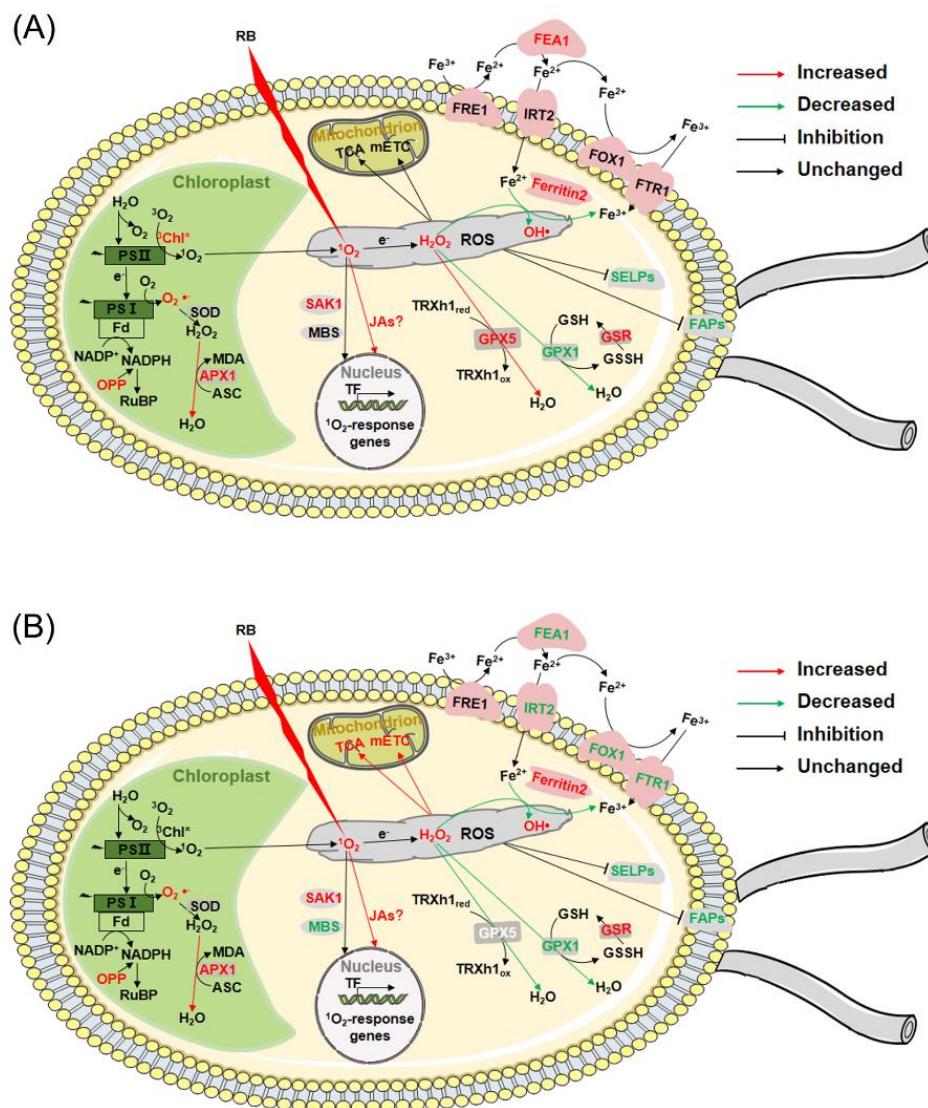 (A)
RB
FEA1
Fe³⁺
Fe²⁺
Fe²⁺
Fe²⁺
Fe³⁺
FRE1
IRT2
FOX1
FTR1
Increased
Decreased
Inhibition
Unchanged
Mitochondrion
TCA mETC
Chloroplast
Fe²⁺
Ferritin2
Fe³⁺
H₂O
O₂
³O₂
³Chl*
PSII
¹O₂
¹O₂
e⁻
H₂O₂
ROS
OH•
SELPs
FAPs
e⁻
O₂
PSI
O₂•⁻
SOD
Fd
H₂O₂
NADP⁺
NADPH
MDA
OPP
APX1
RuBP
ASC
H₂O
SAK1
MBS
JAs?
Nucleus
TF
¹O₂-response
genes
TRXh1red
GPX5
TRXh1ox
GSH
GPX1
GSR
GSSH
H₂O
H₂O
(B)
RB
FEA1
Fe³⁺
Fe²⁺
Fe²⁺
Fe²⁺
Fe³⁺
FRE1
IRT2
FOX1
FTR1
Increased
Decreased
Inhibition
Unchanged
Mitochondrion
TCA mETC
Chloroplast
Fe²⁺
Ferritin2
Fe³⁺
H₂O
O₂
³O₂
³Chl*
PSII
¹O₂
¹O₂
e⁻
H₂O₂
ROS
OH•
SELPs
FAPs
e⁻
O₂
PSI
O₂•⁻
SOD
Fd
H₂O₂
NADP⁺
NADPH
MDA
OPP
APX1
RuBP
ASC
H₂O
SAK1
MBS
JAs?
Nucleus
TF
¹O₂-response
genes
TRXh1red
GPX5
TRXh1ox
GSH
GPX1
GSR
GSSH
H₂O
H₂O